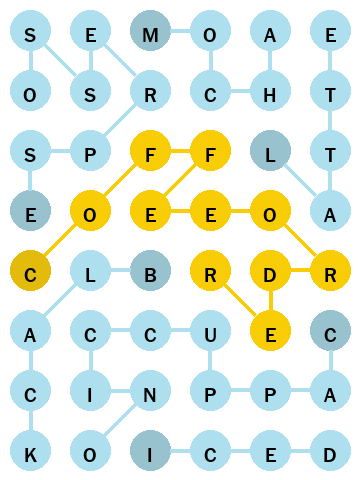 S E M O A E
O S R C H T
S P F F L T
E O E E O A
C L B R D R
A C C U E C
C I N P P A
K O I C E D